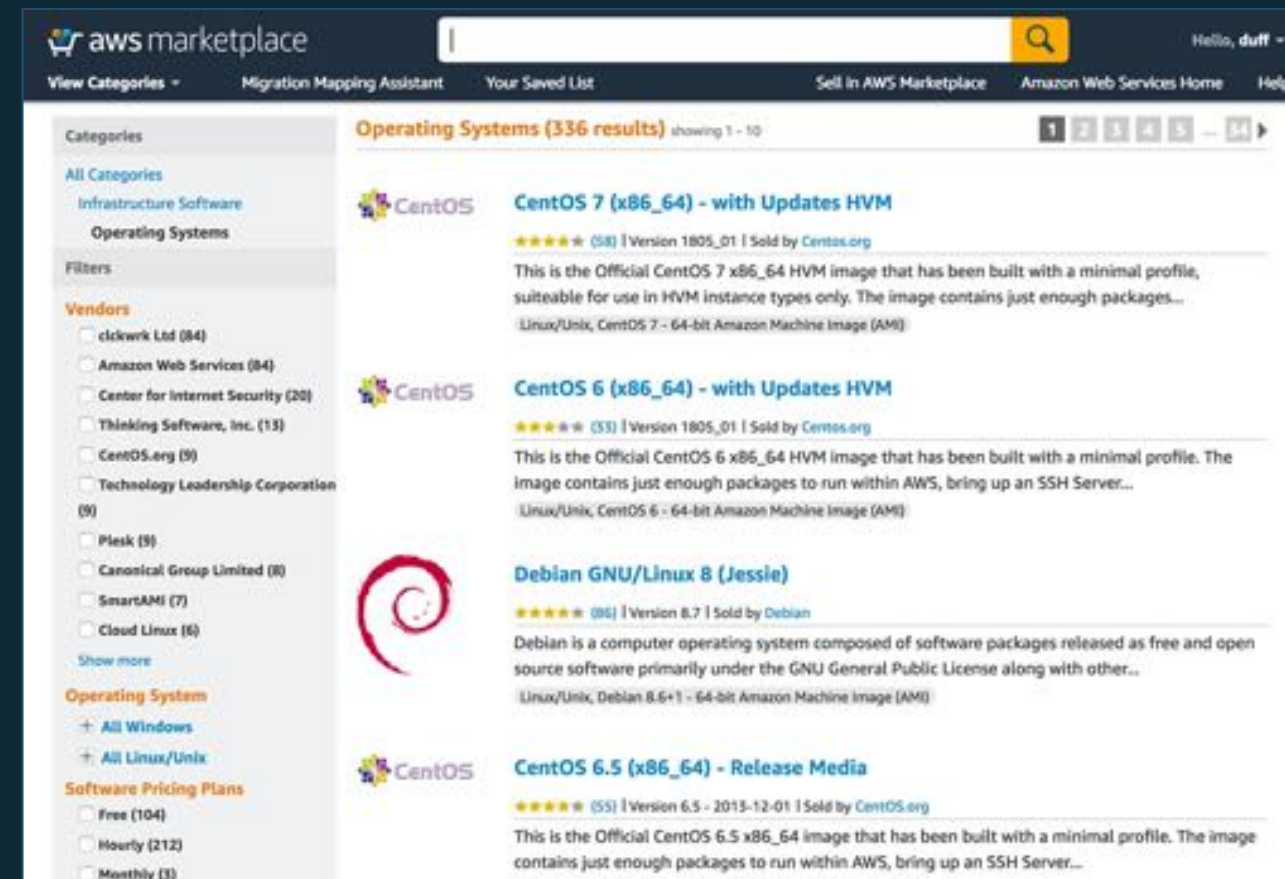 aws marketplace
Hello, duff
View Categories
Migration Mapping Assistant
Your Saved List
Sell in AWS Marketplace
Amazon Web Services Home
Help
Categories
All Categories
Infrastructure Software
Operating Systems
Filters
Vendors
clckwrk Ltd (84)
Amazon Web Services (84)
Center for Internet Security (20)
Thinking Software, Inc. (13)
CentOS.org (9)
Technology Leadership Corporation
(9)
Plesk (9)
Canonical Group Limited (8)
SmartAMI (7)
Cloud Linux (6)
Show more
Operating System
+ All Windows
+ All Linux/Unix
Software Pricing Plans
Free (104)
Hourly (212)
Monthly (3)
Operating Systems (336 results) showing 1 - 10
1 2 3 4 5 ... 34
CentOS
CentOS 7 (x86_64) - with Updates HVM
(58) | Version 1805_01 | Sold by Centos.org
This is the Official CentOS 7 x86_64 HVM image that has been built with a minimal profile,
suiteable for use in HVM instance types only. The image contains just enough packages...
Linux/Unix, CentOS 7 - 64-bit Amazon Machine Image (AMI)
CentOS
CentOS 6 (x86_64) - with Updates HVM
(33) | Version 1805_01 | Sold by Centos.org
This is the Official CentOS 6 x86_64 HVM image that has been built with a minimal profile. The
image contains just enough packages to run within AWS, bring up an SSH Server...
Linux/Unix, CentOS 6 - 64-bit Amazon Machine Image (AMI)
Debian GNU/Linux 8 (Jessie)
(86) | Version 8.7 | Sold by Debian
Debian is a computer operating system composed of software packages released as free and open
source software primarily under the GNU General Public License along with other...
Linux/Unix, Debian 8.6+1 - 64-bit Amazon Machine Image (AMI)
CentOS
CentOS 6.5 (x86_64) - Release Media
(55) | Version 6.5 - 2013-12-01 | Sold by CentOS.org
This is the Official CentOS 6.5 x86_64 image that has been built with a minimal profile. The image
contains just enough packages to run within AWS, bring up an SSH Server...